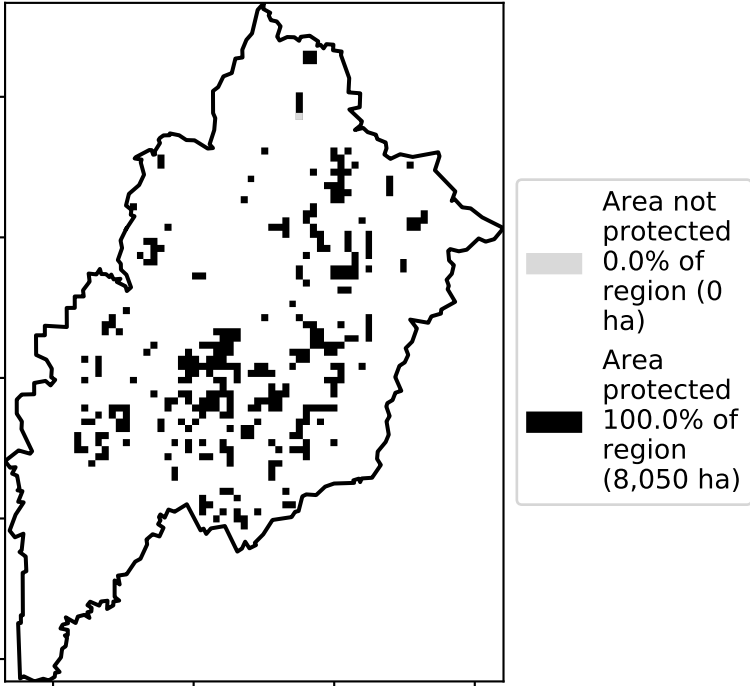 Area not
protected
0.0% of
region (0
ha)
Area
protected
100.0% of
region
(8,050 ha)